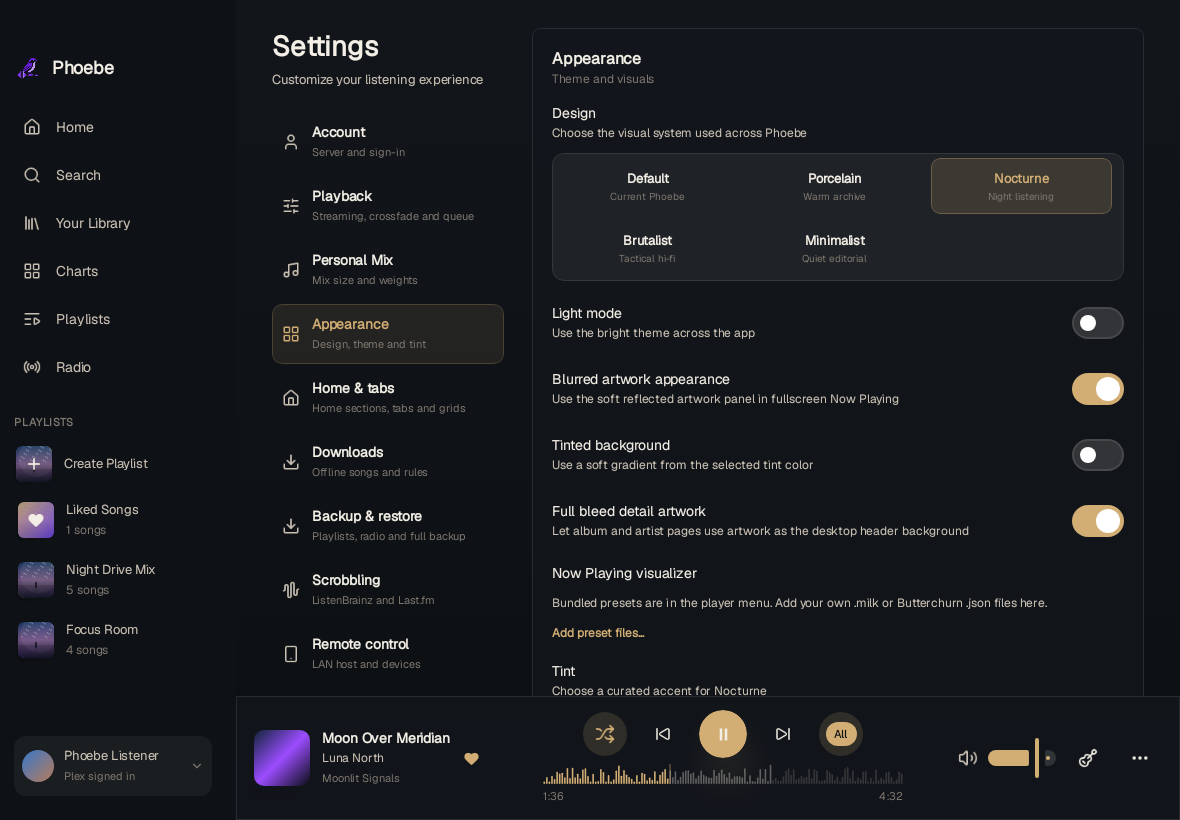 Phoebe
Home
Search
Your Library
Charts
Playlists
Radio
PLAYLISTS
Create Playlist
Liked Songs
1 songs
Night Drive Mix
5 songs
Focus Room
4 songs
Phoebe Listener
Plex signed in
Settings
Customize your listening experience
Account
Server and sign-in
Playback
Streaming, crossfade and queue
Personal Mix
Mix size and weights
Appearance
Design, theme and tint
Home & tabs
Home sections, tabs and grids
Downloads
Offline songs and rules
Backup & restore
Playlists, radio and full backup
Scrobbling
ListenBrainz and Last.fm
Remote control
LAN host and devices
Appearance
Theme and visuals
Design
Choose the visual system used across Phoebe
Default
Current Phoebe
Porcelain
Warm archive
Nocturne
Night listening
Brutalist
Tactical hi-fi
Minimalist
Quiet editorial
Light mode
Use the bright theme across the app
Blurred artwork appearance
Use the soft reflected artwork panel in fullscreen Now Playing
Tinted background
Use a soft gradient from the selected tint color
Full bleed detail artwork
Let album and artist pages use artwork as the desktop header background
Now Playing visualizer
Bundled presets are in the player menu. Add your own .milk or Butterchurn .json files here.
Add preset files...
Tint
Choose a curated accent for Nocturne
Moon Over Meridian
Luna North
Moonlit Signals
All
1:36
4:32